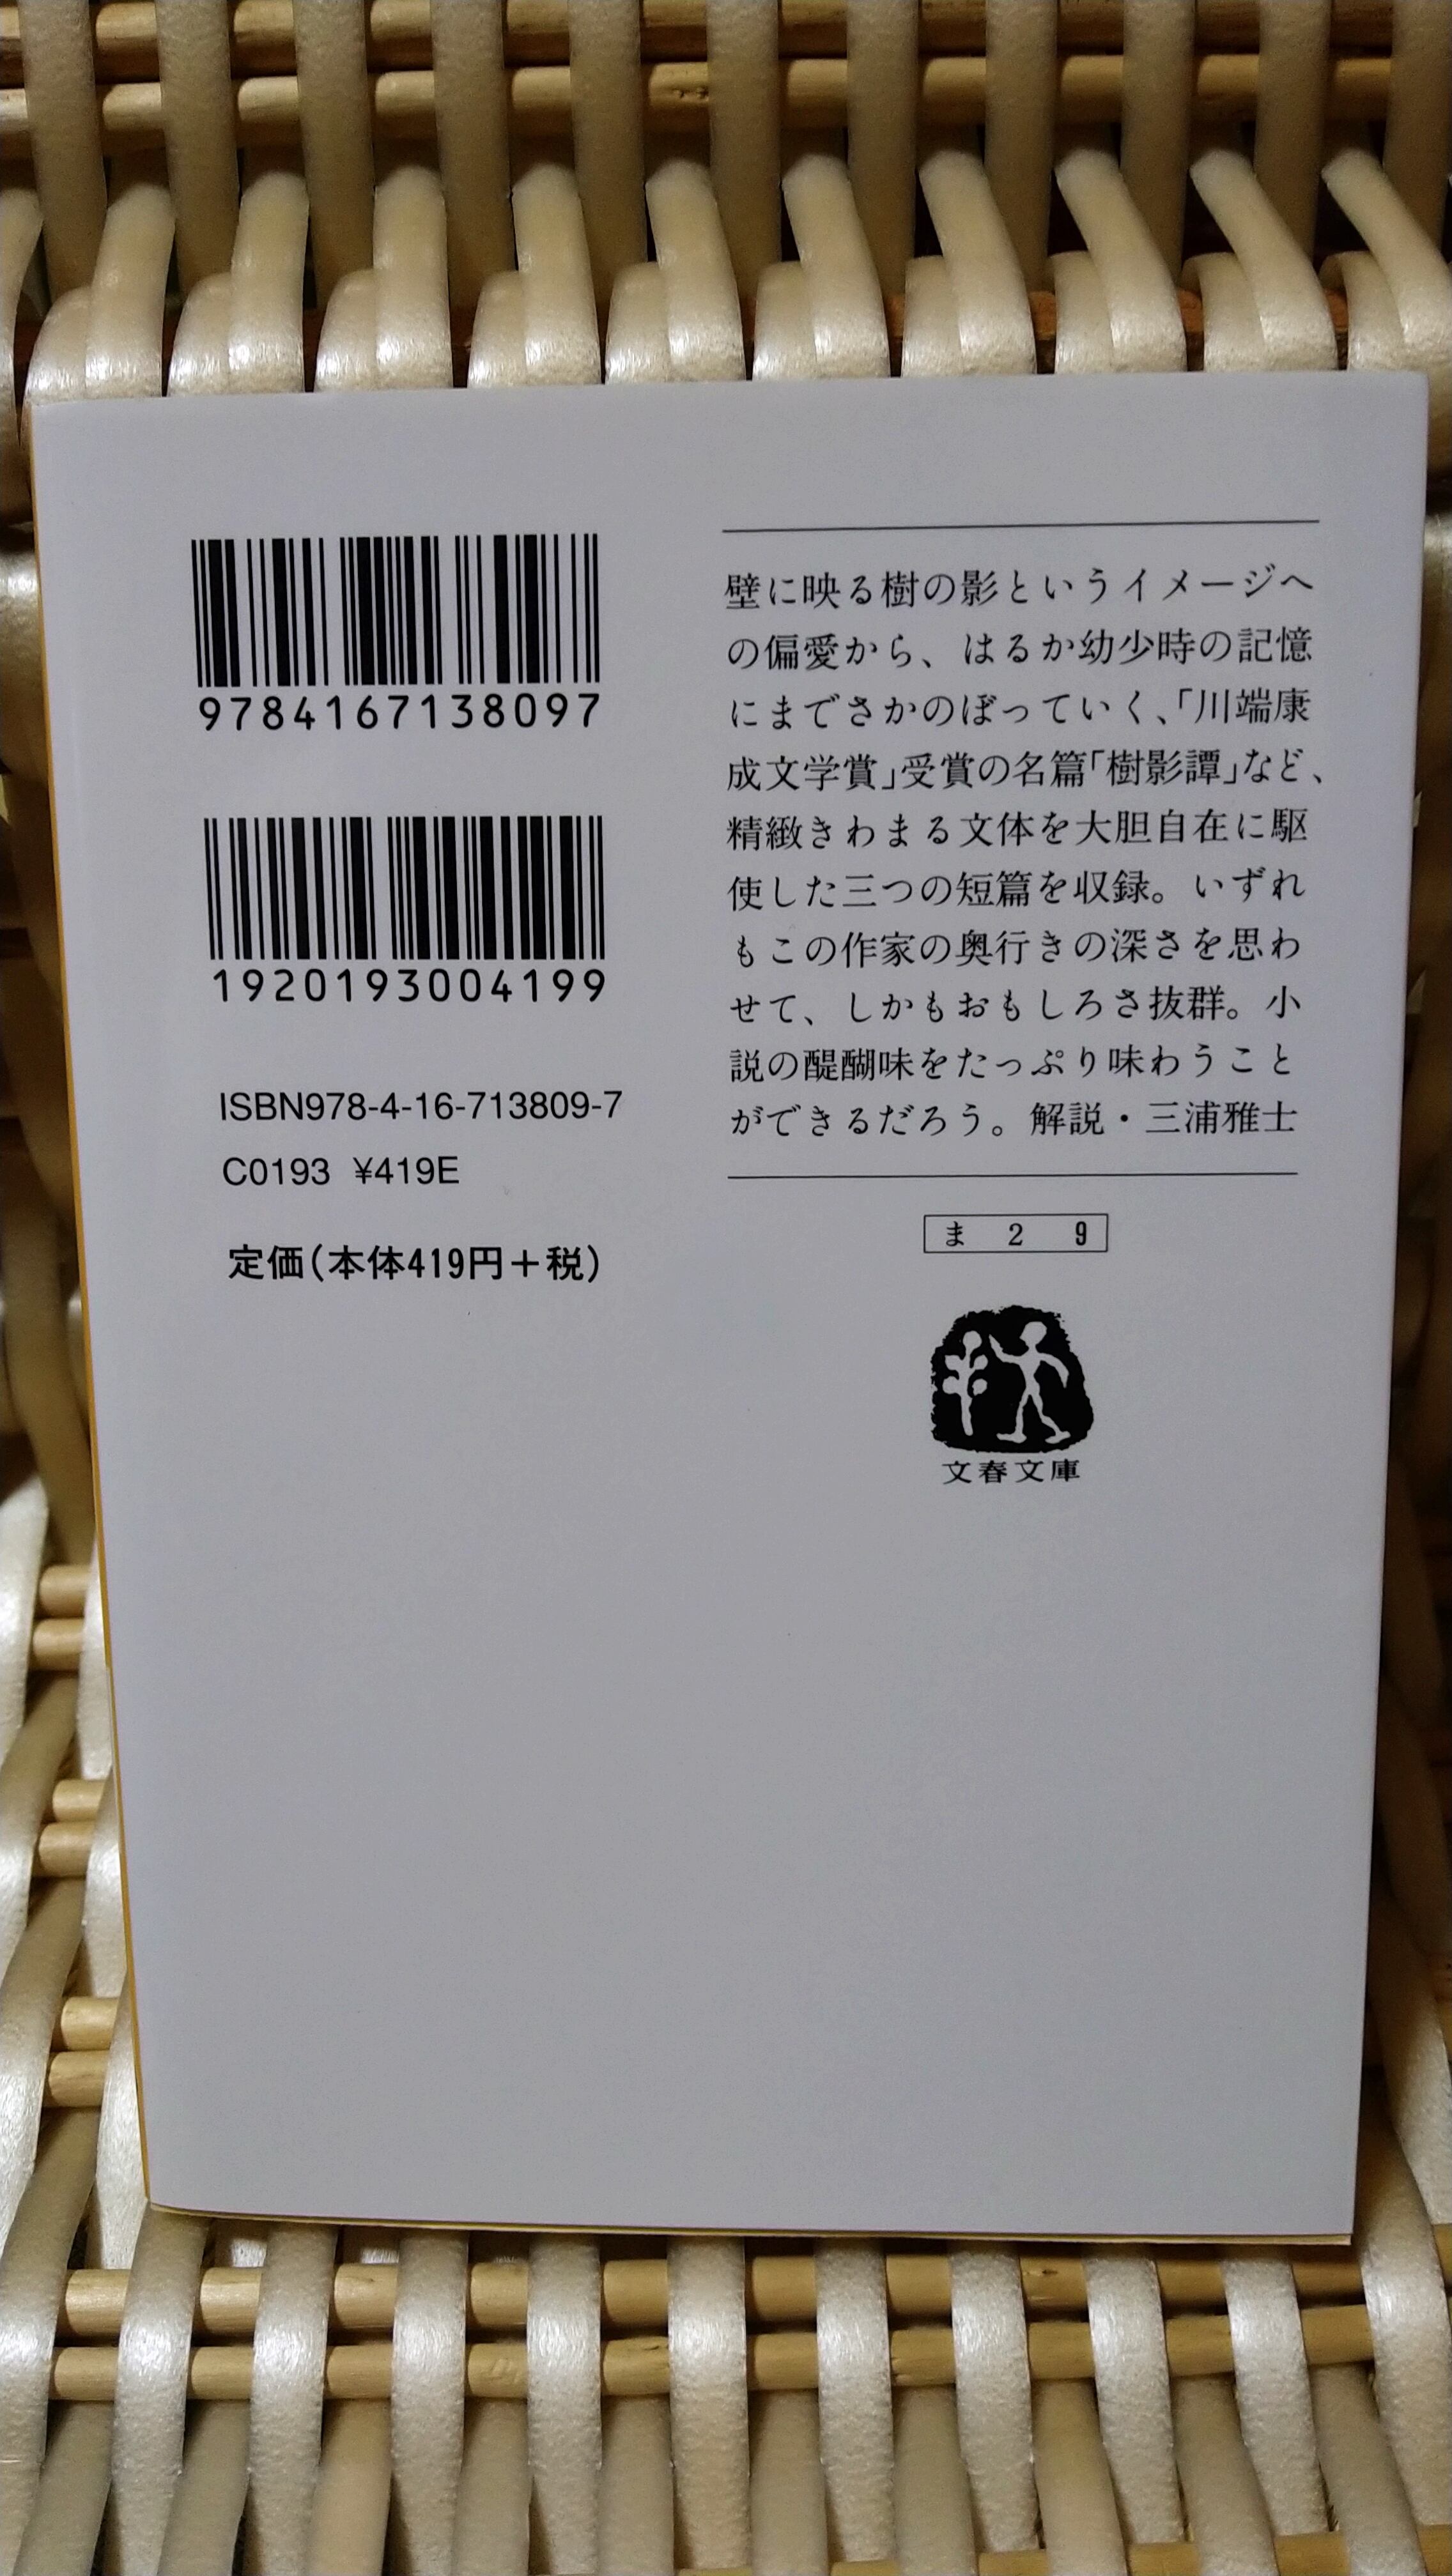 9784167138097
1920193004199
ISBN978-4-16-713809-7
C0193 ¥419E
定価(本体419円＋税)
壁に映る樹の影というイメージへ
の偏愛から、はるか幼少時の記憶
にまでさかのぼっていく、「川端康
成文学賞」受賞の名篇「樹影譚」など、
精緻きわまる文体を大胆自在に駆
使した三つの短篇を収録。いずれ
もこの作家の奥行きの深さを思わ
せて、しかもおもしろさ抜群。小
説の醍醐味をたっぷり味わうこと
ができるだろう。解説・三浦雅士
ま 2 9
文春文庫